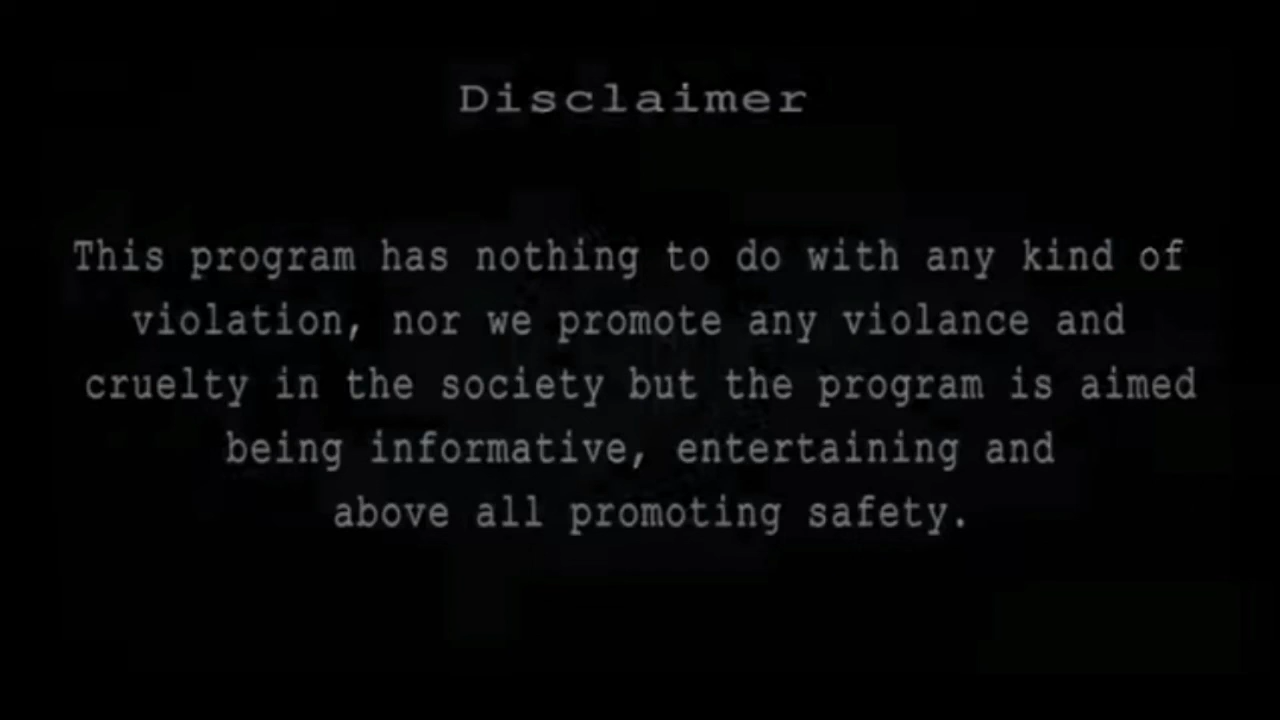 Disclaimer
This program has nothing to do with any kind of
violation, nor we promote any violance and
cruelty in the society but the program is aimed
being informative, entertaining and
above all promoting safety.